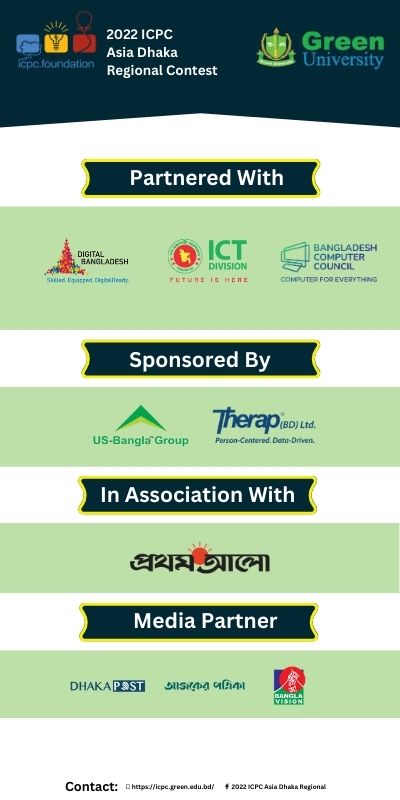 icpc.foundation
2022 ICPC
Asia Dhaka
Regional Contest
Green
University
Partnered With
DIGITAL
BANGLADESH
Skilled. Equipped. DigitalReady.
ICT
DIVISION
FUTURE IS HERE
BANGLADESH
COMPUTER
COUNCIL
COMPUTER FOR EVERYTHING
Sponsored By
US-Bangla Group
Therap (BD) Ltd.
Person-Centered. Data-Driven.
In Association With
প্রথম আলো
Media Partner
DHAKA POST
আজকের পত্রিকা
BANGLA
VISION
Contact: https://icpc.green.edu.bd/ 2022 ICPC Asia Dhaka Regional